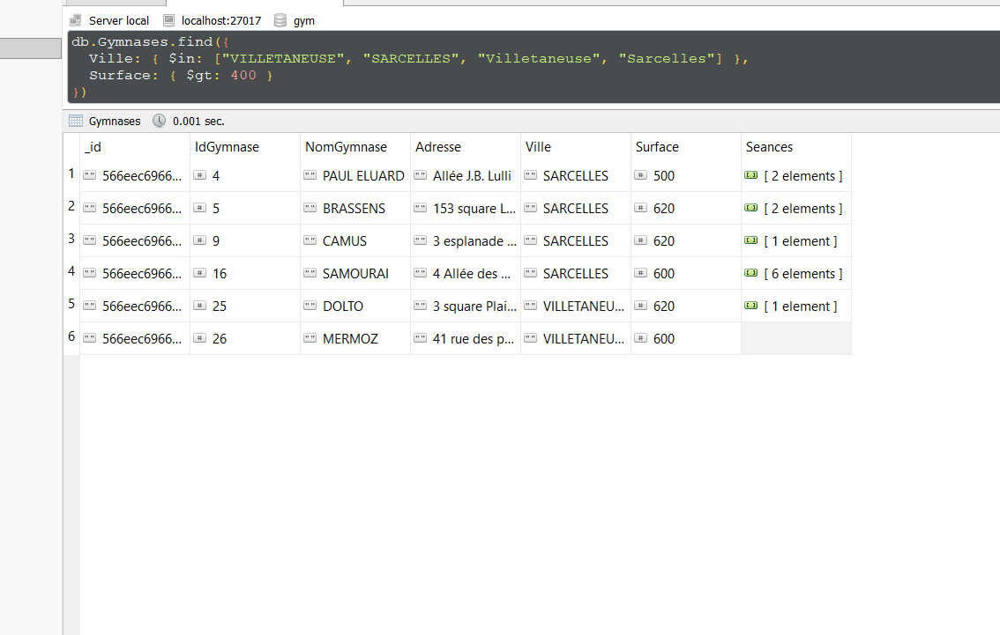 Server local localhost:27017 gym
db.Gymnases.find({
Ville: { $in: ["VILLETANEUSE", "SARCELLES", "Villetaneuse", "Sarcelles"] },
Surface: { $gt: 400 }
})
Gymnases 0.001 sec.
_id IdGymnase NomGymnase Adresse Ville Surface Seances
1 566eec6966... 4 PAUL ELUARD Allée J.B. Lulli SARCELLES 500 [ 2 elements ]
2 566eec6966... 5 BRASSENS 153 square L... SARCELLES 620 [ 2 elements ]
3 566eec6966... 9 CAMUS 3 esplanade ... SARCELLES 620 [ 1 element ]
4 566eec6966... 16 SAMOURAI 4 Allée des ... SARCELLES 600 [ 6 elements ]
5 566eec6966... 25 DOLTO 3 square Plai... VILLETANEU... 620 [ 1 element ]
6 566eec6966... 26 MERMOZ 41 rue des p... VILLETANEU... 600